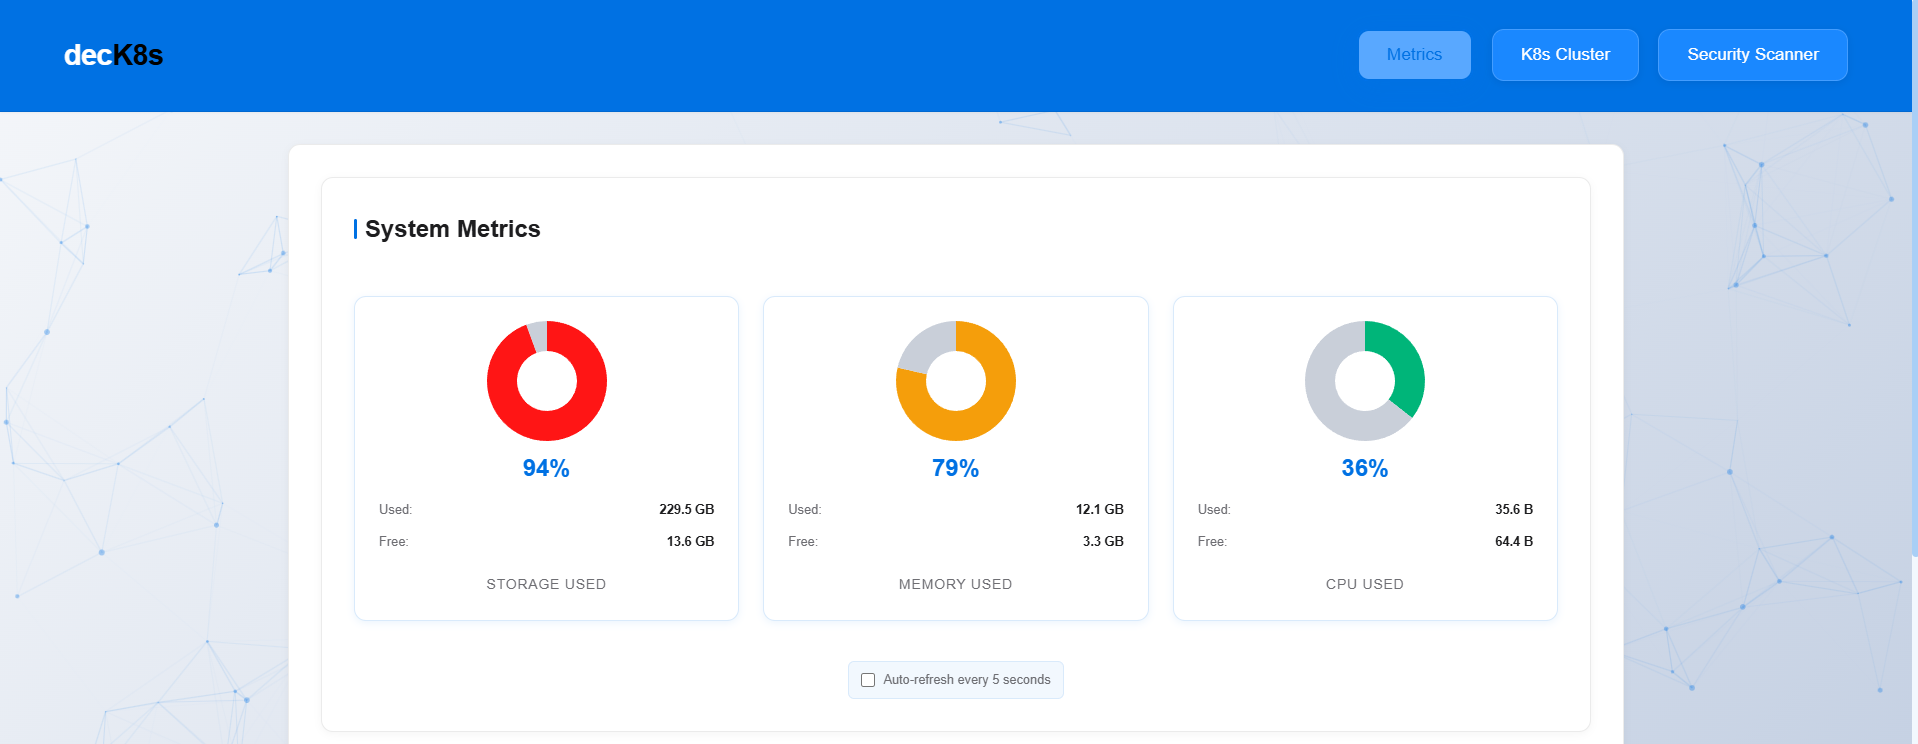 decK8s
Metrics
K8s Cluster
Security Scanner
System Metrics
94%
Used: 229.5 GB
Free: 13.6 GB
STORAGE USED
79%
Used: 12.1 GB
Free: 3.3 GB
MEMORY USED
36%
Used: 35.6 B
Free: 64.4 B
CPU USED
Auto-refresh every 5 seconds